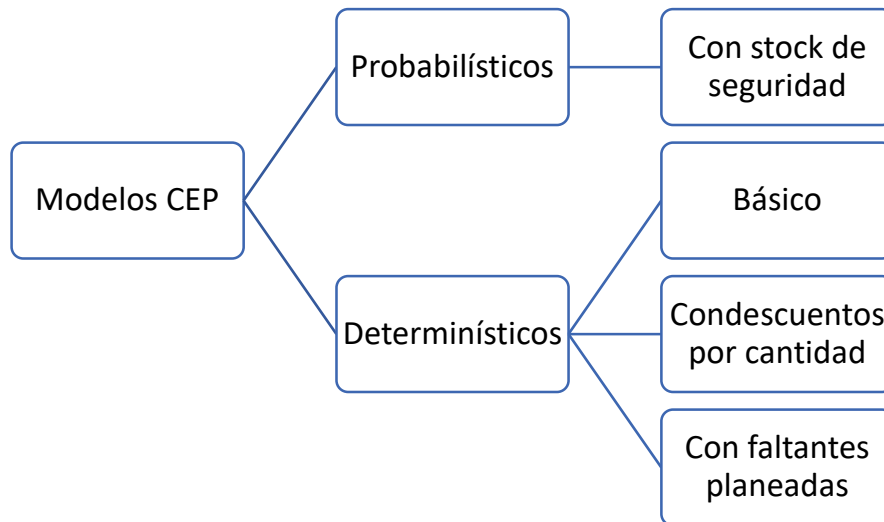 Modelos CEP
Probabilísticos
Con stock de
seguridad
Determinísticos
Básico
Condescuentos
por cantidad
Con faltantes
planeadas